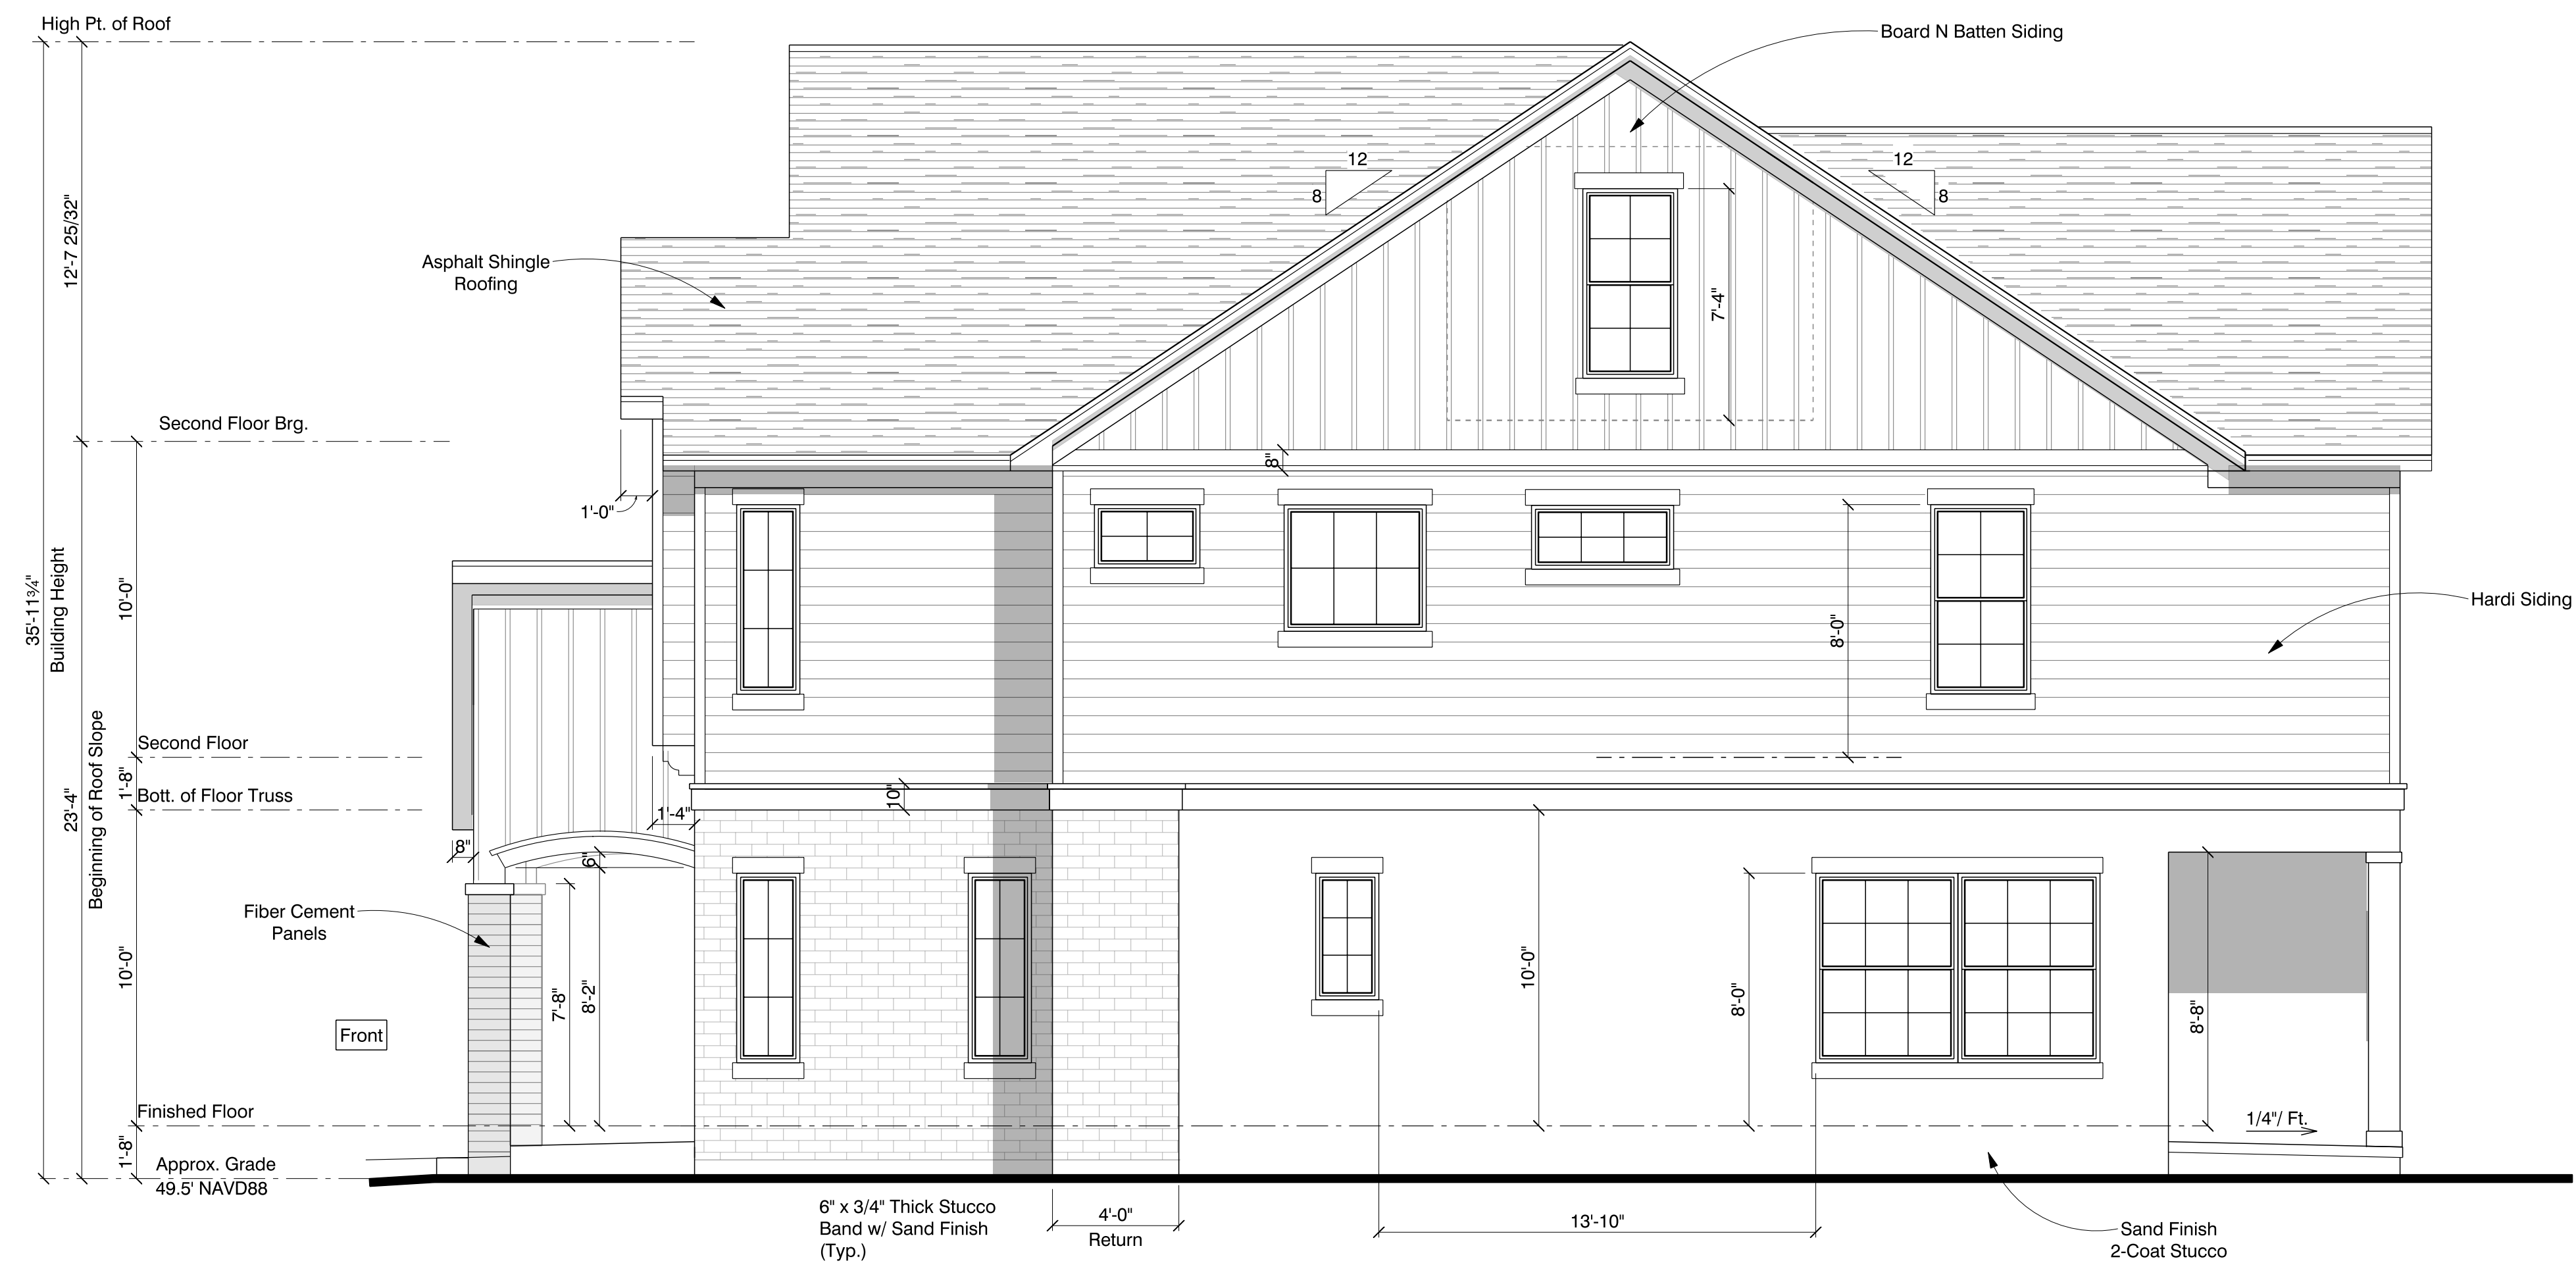 High Pt. of Roof
Board N Batten Siding
12
8
12
8
12'-7 25/32"
Asphalt Shingle
Roofing
7'-4"
Second Floor Brg.
8"
1'-0"
35'-11¾"
Building Height
10'-0"
8'-0"
Hardi Siding
Second Floor
1'-8"
Bott. of Floor Truss
23'-4"
Beginning of Roof Slope
10"
1'-4"
8"
6"
Fiber Cement
Panels
10'-0"
7'-8"
8'-2"
10'-0"
8'-0"
8'-8"
Front
Finished Floor
1/4"/ Ft.
1'-8"
Approx. Grade
49.5' NAVD88
6" x 3/4" Thick Stucco
Band w/ Sand Finish
(Typ.)
4'-0"
Return
13'-10"
Sand Finish
2-Coat Stucco